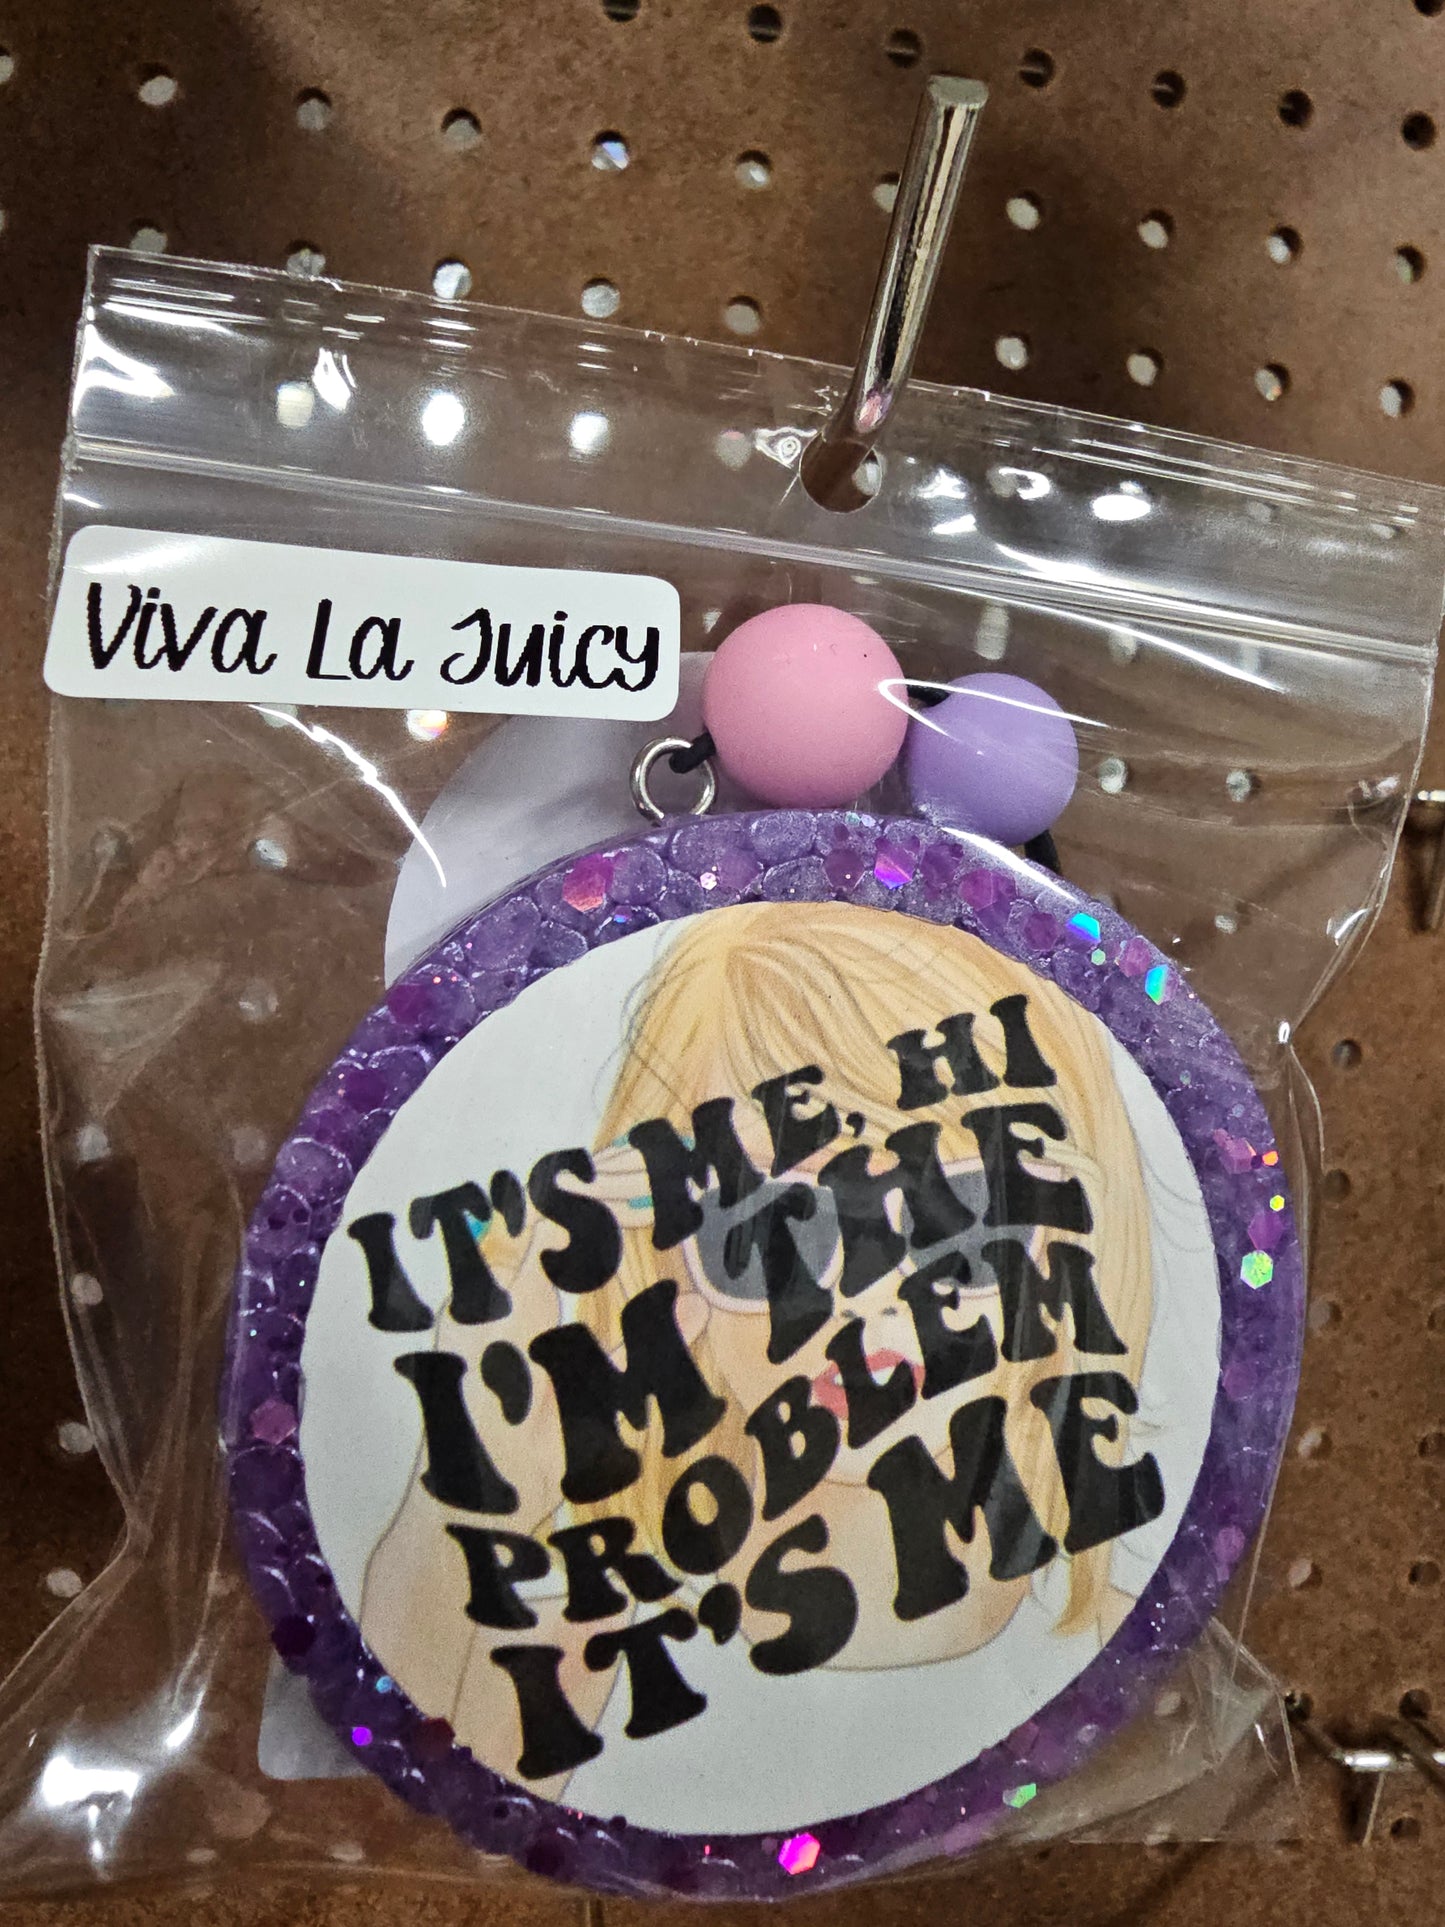 Viva La Juicy
IT'S ME, HI
I'M THE
PROBLEM
IT'S ME